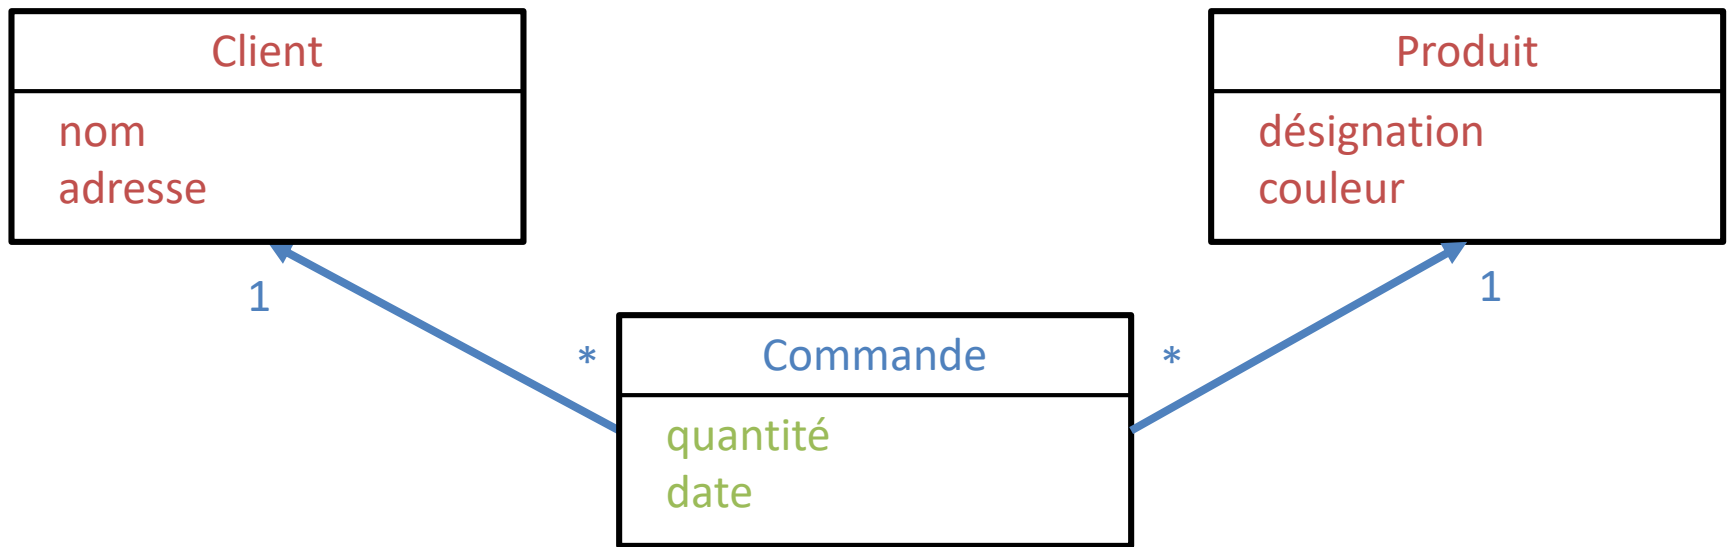 Client
nom
adresse
Produit
désignation
couleur
1
1
*
*
Commande
quantité
date